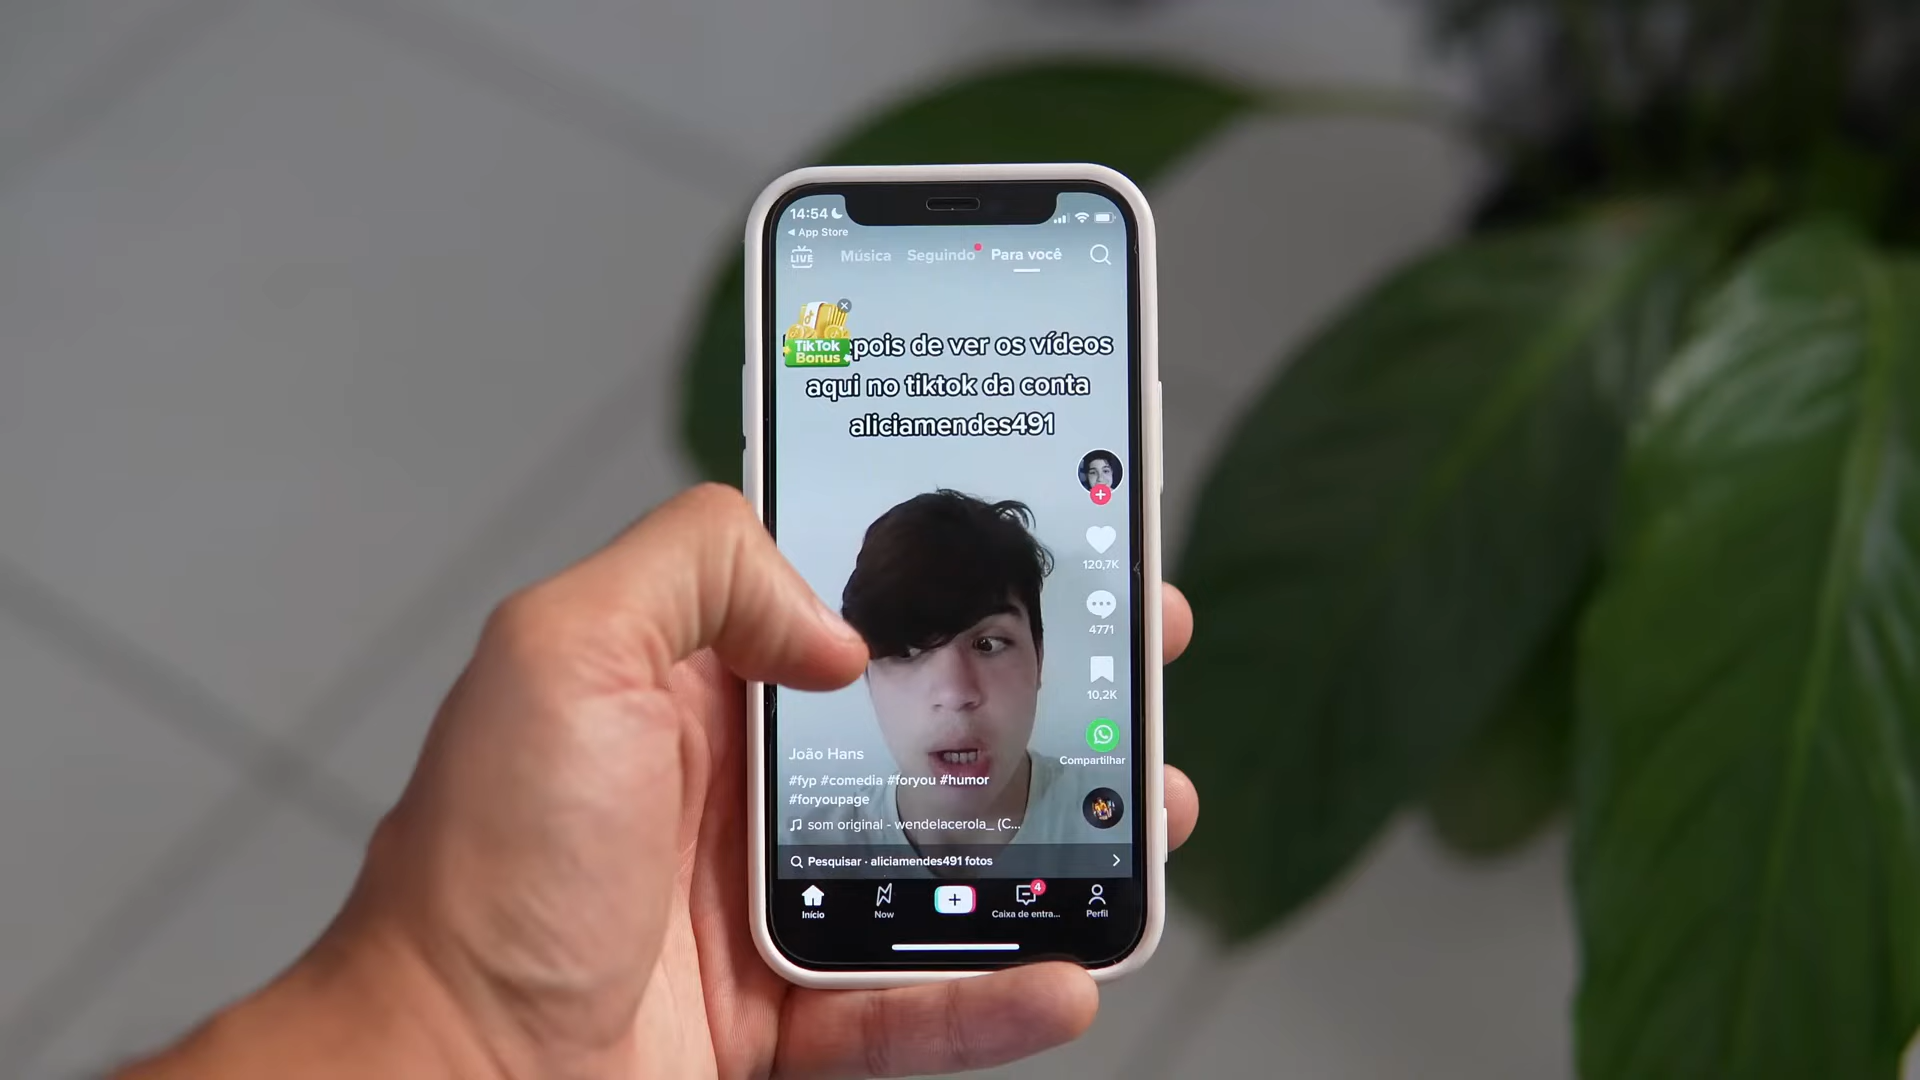 14:54
App Store
LIVE
Música
Seguindo
Para você
TikTok
Bonus
epois de ver os vídeos
aqui no tiktok da conta
aliciamendes491
120,7K
4771
10,2K
Compartilhar
João Hans
#fyp #comedia #foryou #humor
#foryoupage
som original - wendelacerola_ (C...
Pesquisar · aliciamendes491 fotos
Início
Now
4
Caixa de entra...
Perfil